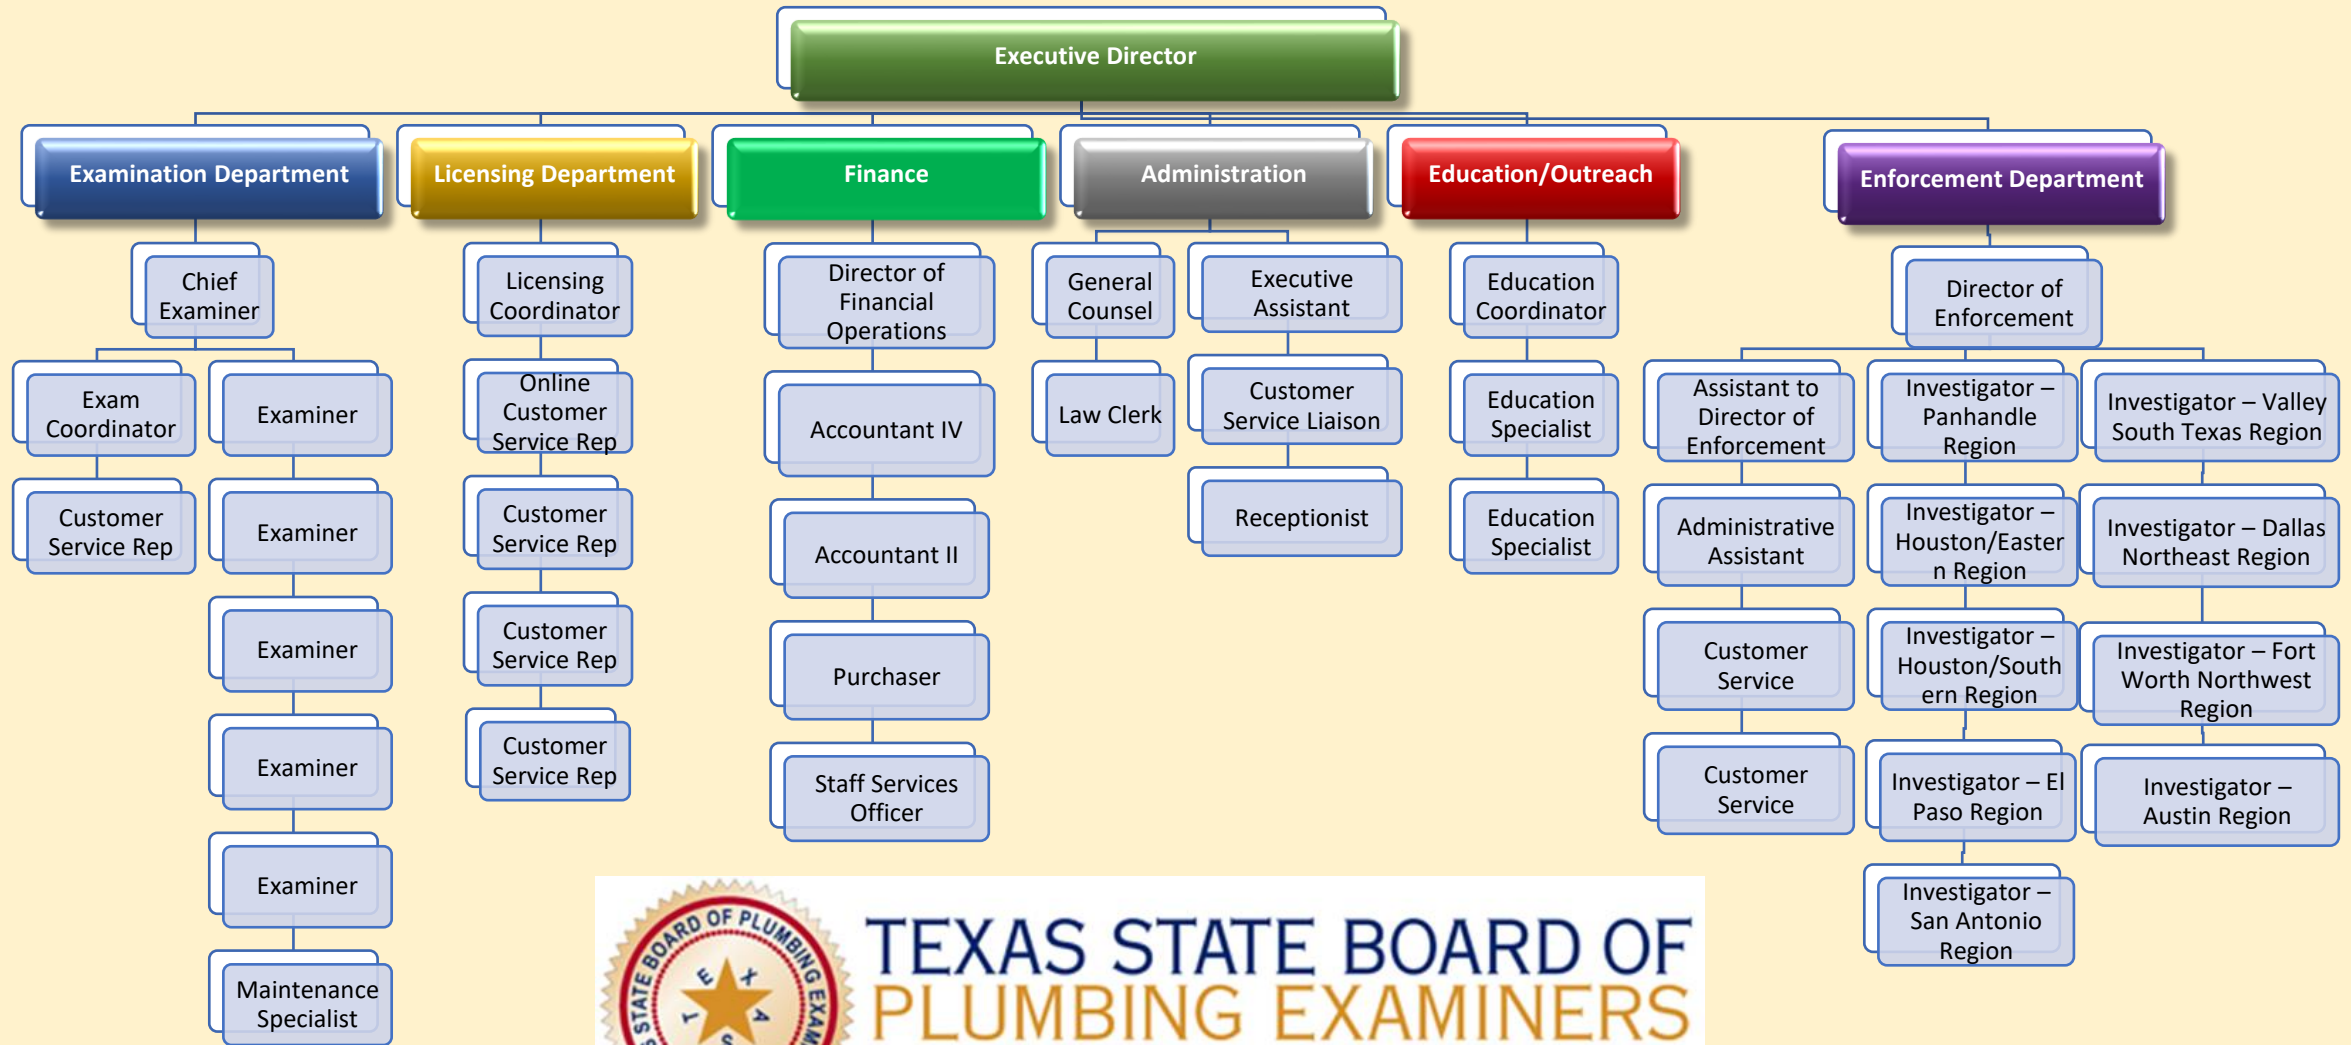 Executive Director
Examination Department
Licensing Department
Finance
Administration
Education/Outreach
Enforcement Department
Chief
Examiner
Exam
Coordinator
Customer
Service Rep
Examiner
Examiner
Examiner
Examiner
Examiner
Maintenance
Specialist
Licensing
Coordinator
Online
Customer
Service Rep
Customer
Service Rep
Customer
Service Rep
Customer
Service Rep
Director of
Financial
Operations
Accountant IV
Accountant II
Purchaser
Staff Services
Officer
General
Counsel
Law Clerk
Executive
Assistant
Customer
Service Liaison
Receptionist
Education
Coordinator
Education
Specialist
Education
Specialist
Director of
Enforcement
Assistant to
Director of
Enforcement
Administrative
Assistant
Customer
Service
Customer
Service
Investigator –
Panhandle
Region
Investigator –
Houston/Easter
n Region
Investigator –
Houston/South
ern Region
Investigator – El
Paso Region
Investigator –
San Antonio
Region
Investigator – Valley
South Texas Region
Investigator – Dallas
Northeast Region
Investigator – Fort
Worth Northwest
Region
Investigator –
Austin Region
STATE BOARD OF PLUMBING
TEXAS
TEXAS STATE BOARD OF
PLUMBING EXAMINERS